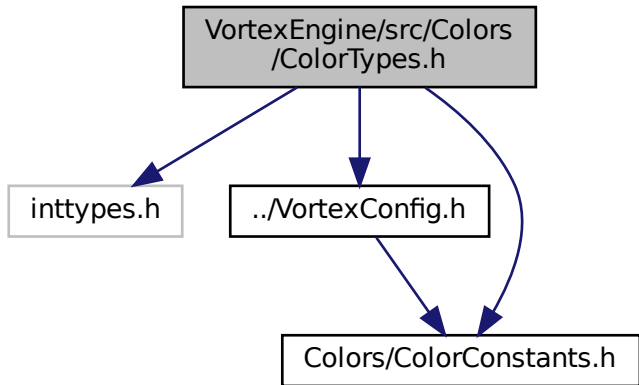 VortexEngine/src/Colors
/ColorTypes.h
inttypes.h
../VortexConfig.h
Colors/ColorConstants.h